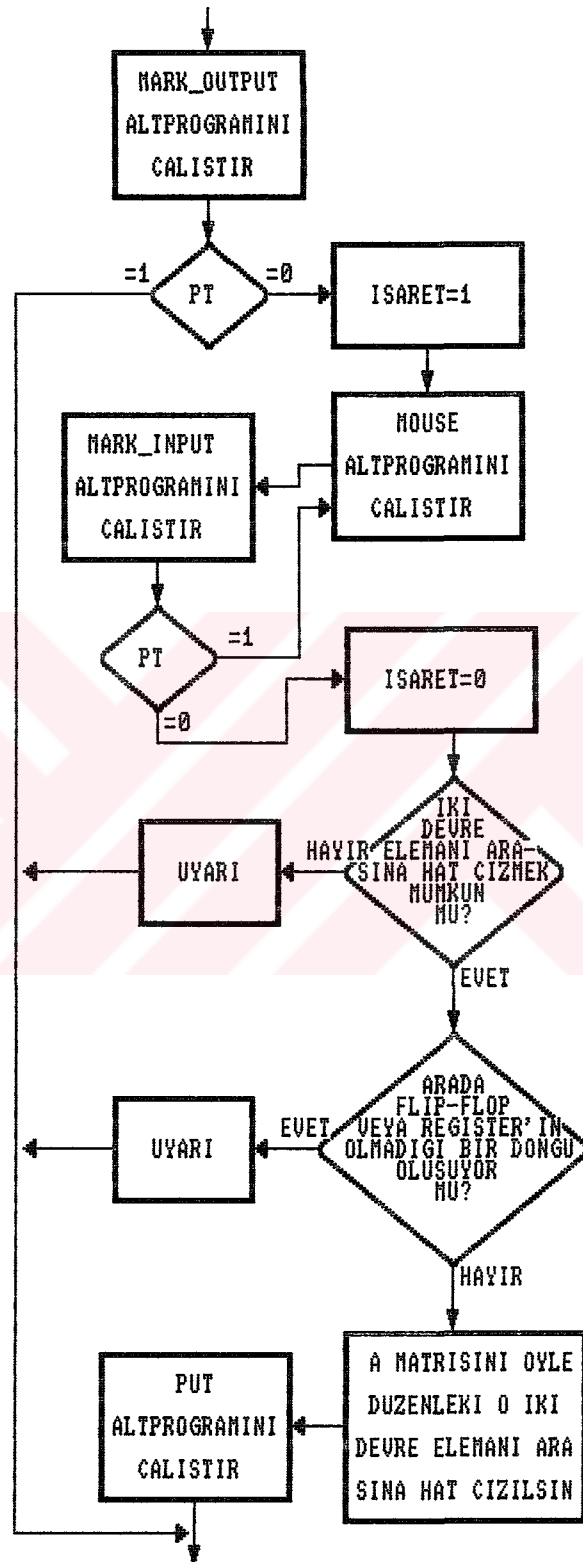 MARK_OUTPUT
ALTPROGRAMINI
CALISTIR
=1
PT
=0
ISARET=1
MOUSE
ALTPROGRAMINI
CALISTIR
MARK_INPUT
ALTPROGRAMINI
CALISTIR
PT
=1
=0
ISARET=0
IKI
DEVRE
HAYIR ELEMANI ARA-
SINA HAT CIZMEK
MUMKUN
MU?
UYARI
EVET
ARADA
FLIP-FLOP
EVET VEYA REGISTER'IN
OLMADIGI BIR DONGU
OLUSUYOR
MU?
UYARI
HAYIR
A MATRISINI OYLE
DUZENLEKI O IKI
DEVRE ELEMANI ARA
SINA HAT CIZILSIN
PUT
ALTPROGRAMINI
CALISTIR